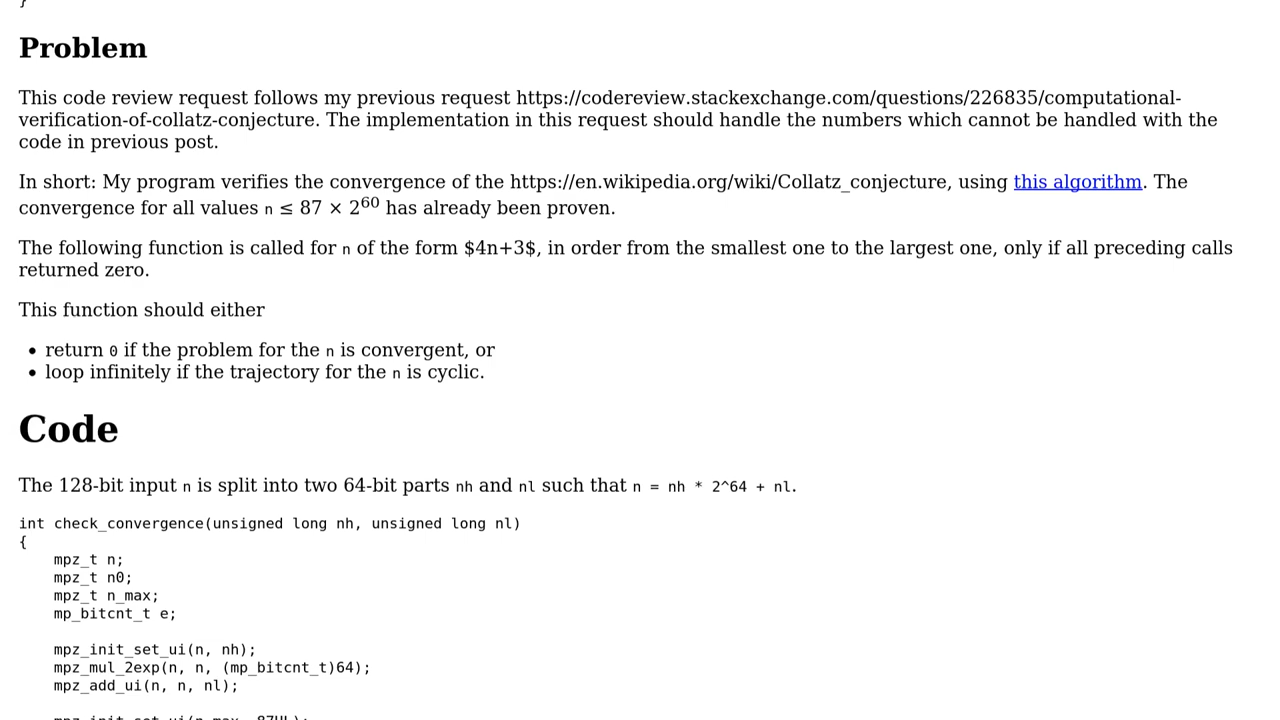 }
Problem
This code review request follows my previous request https://codereview.stackexchange.com/questions/226835/computational-
verification-of-collatz-conjecture. The implementation in this request should handle the numbers which cannot be handled with the
code in previous post.
In short: My program verifies the convergence of the https://en.wikipedia.org/wiki/Collatz_conjecture, using this algorithm. The
convergence for all values n ≤ 87 × 2^60 has already been proven.
The following function is called for n of the form $4n+3$, in order from the smallest one to the largest one, only if all preceding calls
returned zero.
This function should either
• return 0 if the problem for the n is convergent, or
• loop infinitely if the trajectory for the n is cyclic.
Code
The 128-bit input n is split into two 64-bit parts nh and nl such that n = nh * 2^64 + nl.
int check_convergence(unsigned long nh, unsigned long nl)
{
    mpz_t n;
    mpz_t n0;
    mpz_t n_max;
    mp_bitcnt_t e;
    mpz_init_set_ui(n, nh);
    mpz_mul_2exp(n, n, (mp_bitcnt_t)64);
    mpz_add_ui(n, n, nl);
    mpz_init_set_ui(n_max, 87UL);